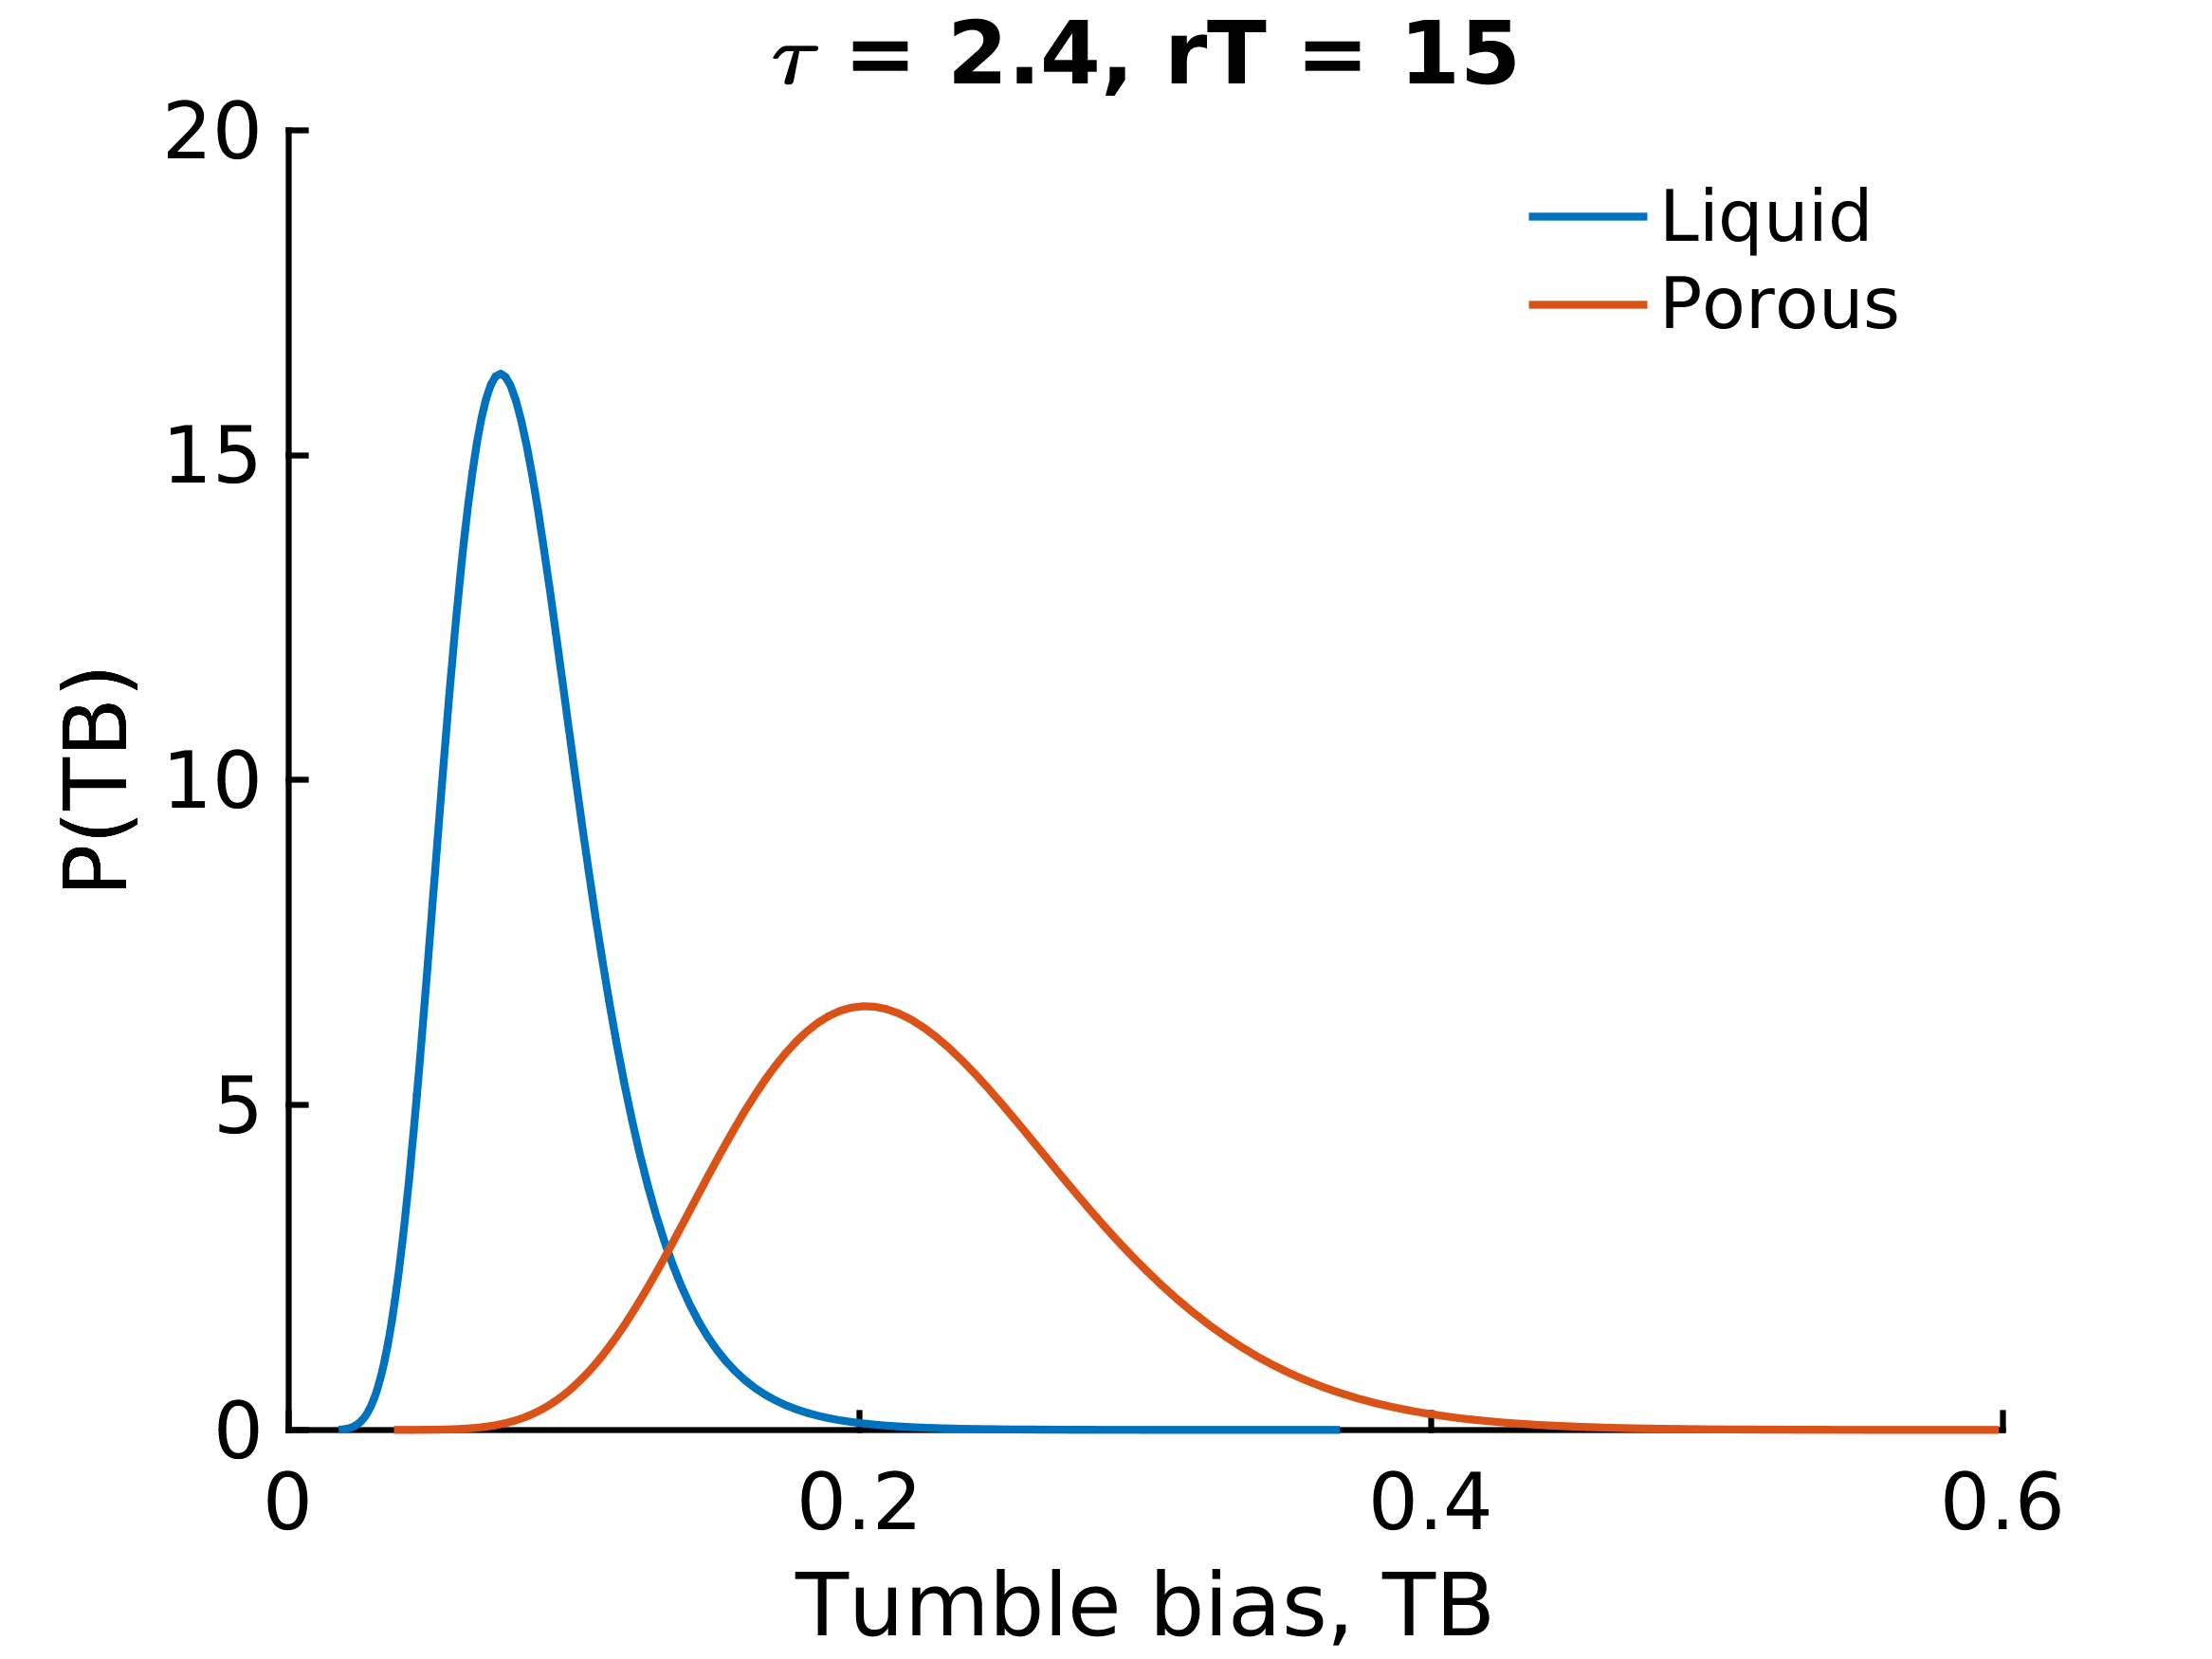 τ = 2.4, rT = 15
20
15
10
5
0
P(TB)
Liquid
Porous
0 0.2 0.4 0.6
Tumble bias, TB